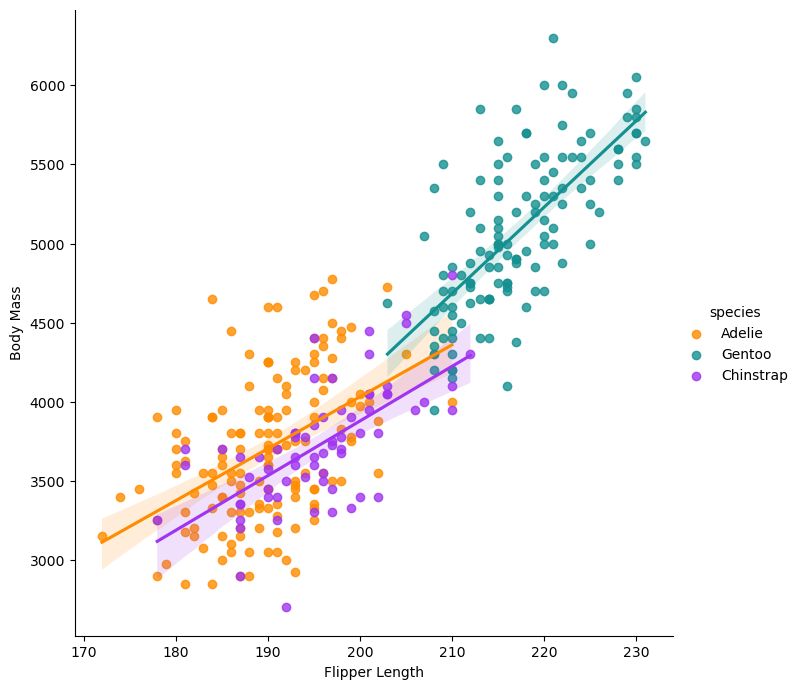 6000
5500
5000
4500
4000
3500
3000
Body Mass
170 180 190 200 210 220 230
Flipper Length
species
Adelie
Gentoo
Chinstrap